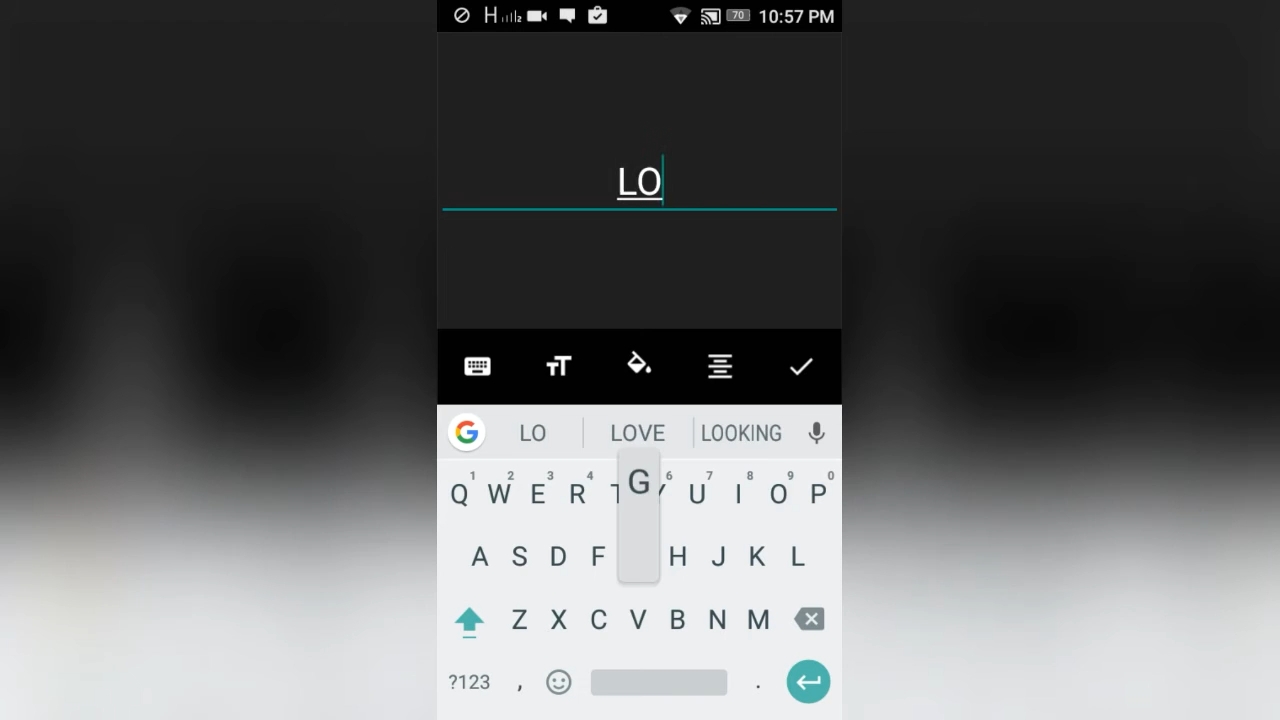 H 70 10:57 PM
LO
LO LOVE LOOKING
G
1 2 3 4 6 7 8 9 0
Q W E R T Y U I O P
A S D F H J K L
Z X C V B N M
?123 , .